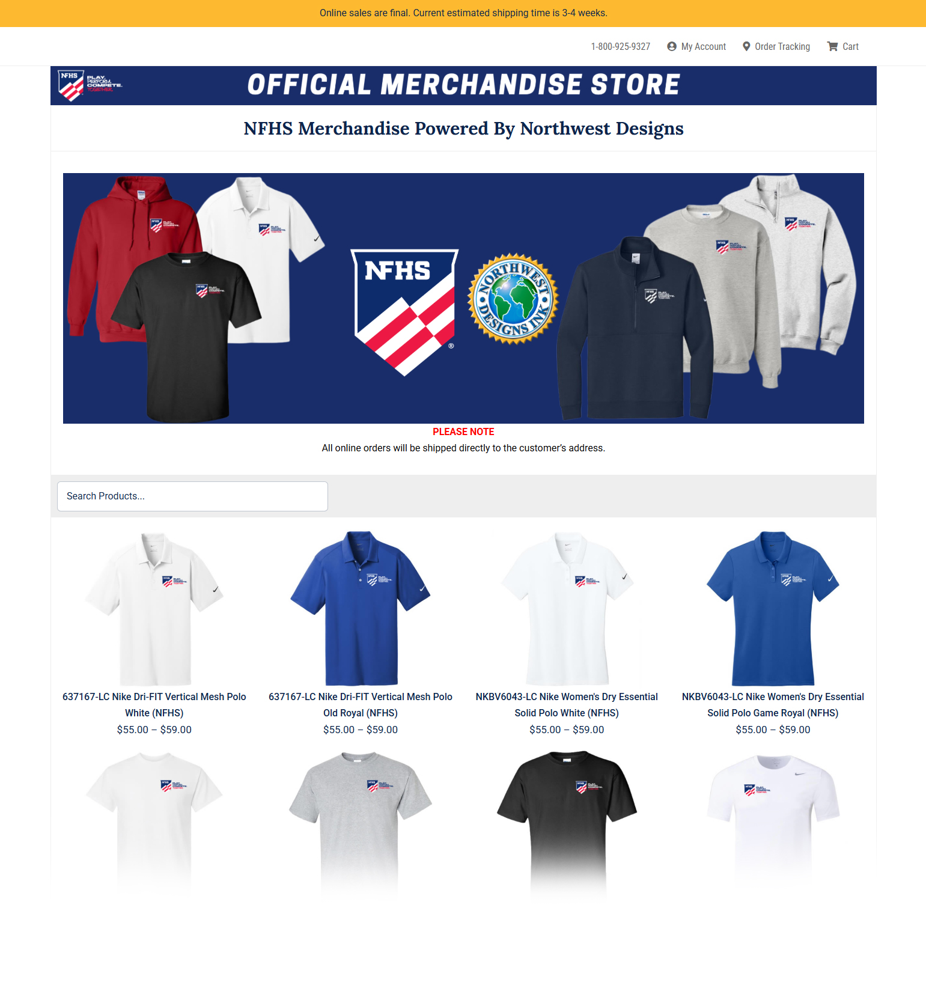 Online sales are final. Current estimated shipping time is 3-4 weeks.
1-800-925-9327 My Account Order Tracking Cart
NFHS
PLAY.
PERFORM.
COMPETE.
TOGETHER.
OFFICIAL MERCHANDISE STORE
NFHS Merchandise Powered By Northwest Designs
NFHS
®
NORTHWEST
DESIGNS INK
PLEASE NOTE
All online orders will be shipped directly to the customer’s address.
Search Products...
637167-LC Nike Dri-FIT Vertical Mesh Polo
White (NFHS)
$55.00 – $59.00
637167-LC Nike Dri-FIT Vertical Mesh Polo
Old Royal (NFHS)
$55.00 – $59.00
NKBV6043-LC Nike Women's Dry Essential
Solid Polo White (NFHS)
$55.00 – $59.00
NKBV6043-LC Nike Women's Dry Essential
Solid Polo Game Royal (NFHS)
$55.00 – $59.00